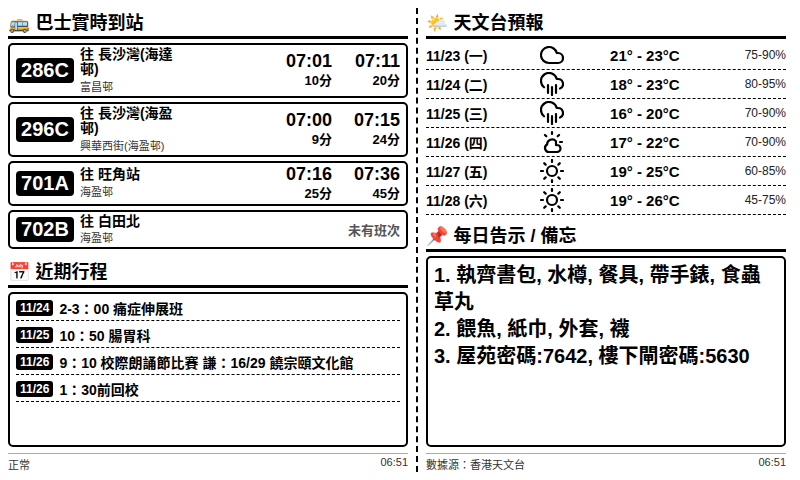 🚌 巴士實時到站
286C 往 長沙灣(海達邨) 07:01 07:11
富昌邨 10分 20分
296C 往 長沙灣(海盈邨) 07:00 07:15
興華西街(海盈邨) 9分 24分
701A 往 旺角站 07:16 07:36
海盈邨 25分 45分
702B 往 白田北 未有班次
海盈邨
📅 近期行程
11/24 2-3：00 痛症伸展班
11/25 10：50 腸胃科
11/26 9：10 校際朗誦節比賽 謙：16/29 饒宗頤文化館
11/26 1：30前回校
正常 06:51
🌤️ 天文台預報
11/23 (一) 21° - 23°C 75-90%
11/24 (二) 18° - 23°C 80-95%
11/25 (三) 16° - 20°C 70-90%
11/26 (四) 17° - 22°C 70-90%
11/27 (五) 19° - 25°C 60-85%
11/28 (六) 19° - 26°C 45-75%
📌 每日告示 / 備忘
1. 執齊書包, 水樽, 餐具, 帶手錶, 食蟲
草丸
2. 餵魚, 紙巾, 外套, 襪
3. 屋苑密碼:7642, 樓下閘密碼:5630
數據源：香港天文台 06:51